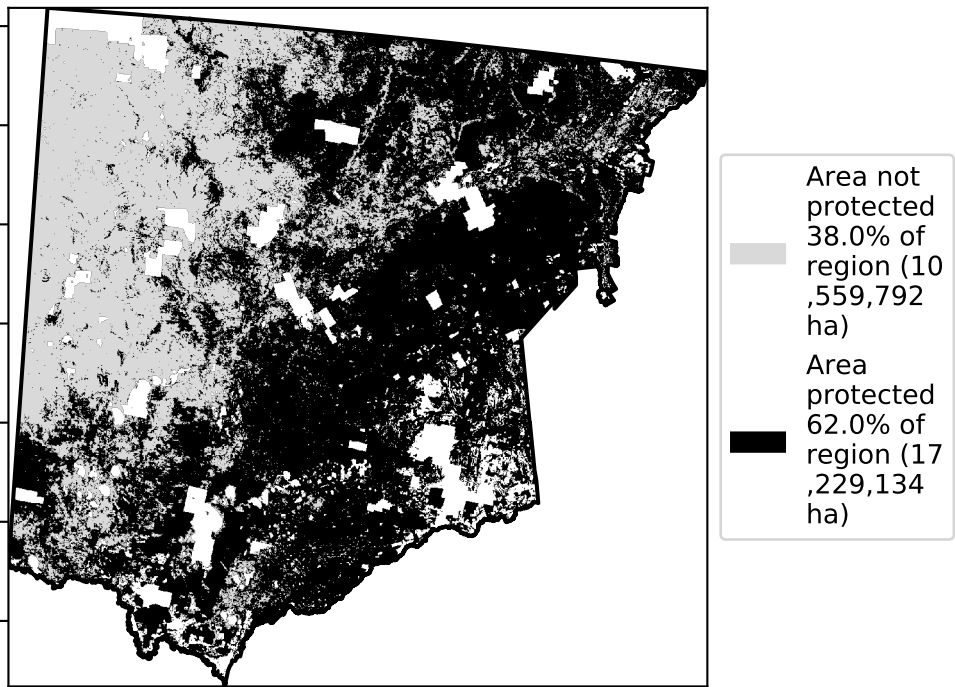 Area not
protected
38.0% of
region (10
,559,792
ha)
Area
protected
62.0% of
region (17
,229,134
ha)